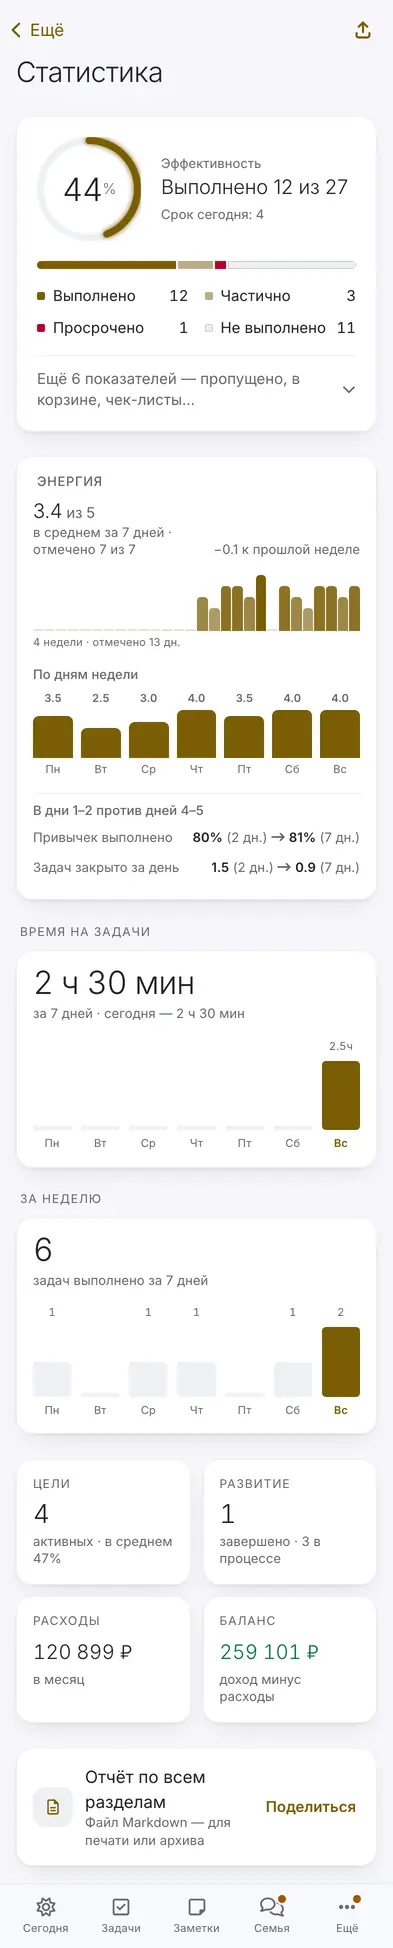 Ещё
Статистика
44%
Эффективность
Выполнено 12 из 27
Срок сегодня: 4
Выполнено 12 Частично 3
Просрочено 1 Не выполнено 11
Ещё 6 показателей — пропущено, в
корзине, чек-листы...
ЭНЕРГИЯ
3.4 из 5
в среднем за 7 дней ·
отмечено 7 из 7
−0.1 к прошлой неделе
4 недели · отмечено 13 дн.
По дням недели
3.5 2.5 3.0 4.0 3.5 4.0 4.0
Пн Вт Ср Чт Пт Сб Вс
В дни 1–2 против дней 4–5
Привычек выполнено 80% (2 дн.) → 81% (7 дн.)
Задач закрыто за день 1.5 (2 дн.) → 0.9 (7 дн.)
ВРЕМЯ НА ЗАДАЧИ
2 ч 30 мин
за 7 дней · сегодня — 2 ч 30 мин
2.5ч
Пн Вт Ср Чт Пт Сб Вс
ЗА НЕДЕЛЮ
6
задач выполнено за 7 дней
1 1 1 1 2
Пн Вт Ср Чт Пт Сб Вс
ЦЕЛИ
4
активных · в среднем
47%
РАЗВИТИЕ
1
завершено · 3 в
процессе
РАСХОДЫ
120 899 ₽
в месяц
БАЛАНС
259 101 ₽
доход минус
расходы
Отчёт по всем
разделам
Файл Markdown — для
печати или архива
Поделиться
Сегодня Задачи Заметки Семья Ещё